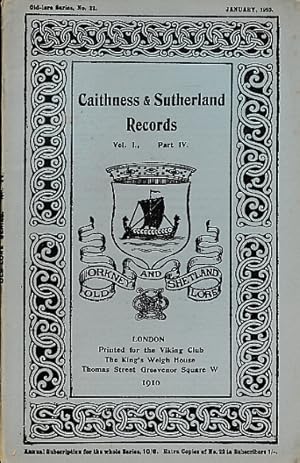 Old-lore Series, No. 22. JANUARY, 1910.
Caithness & Sutherland
Records
Vol. I., Part IV.
ORKNEY AND SHETLAND
OLD LORE
LONDON
Printed for the Viking Club
The King's Weigh House
Thomas Street Grosvenor Square W
1910
Annual Subscription for the whole Series, 10/6. Extra Copies of No. 22 to Subscribers 1/-.